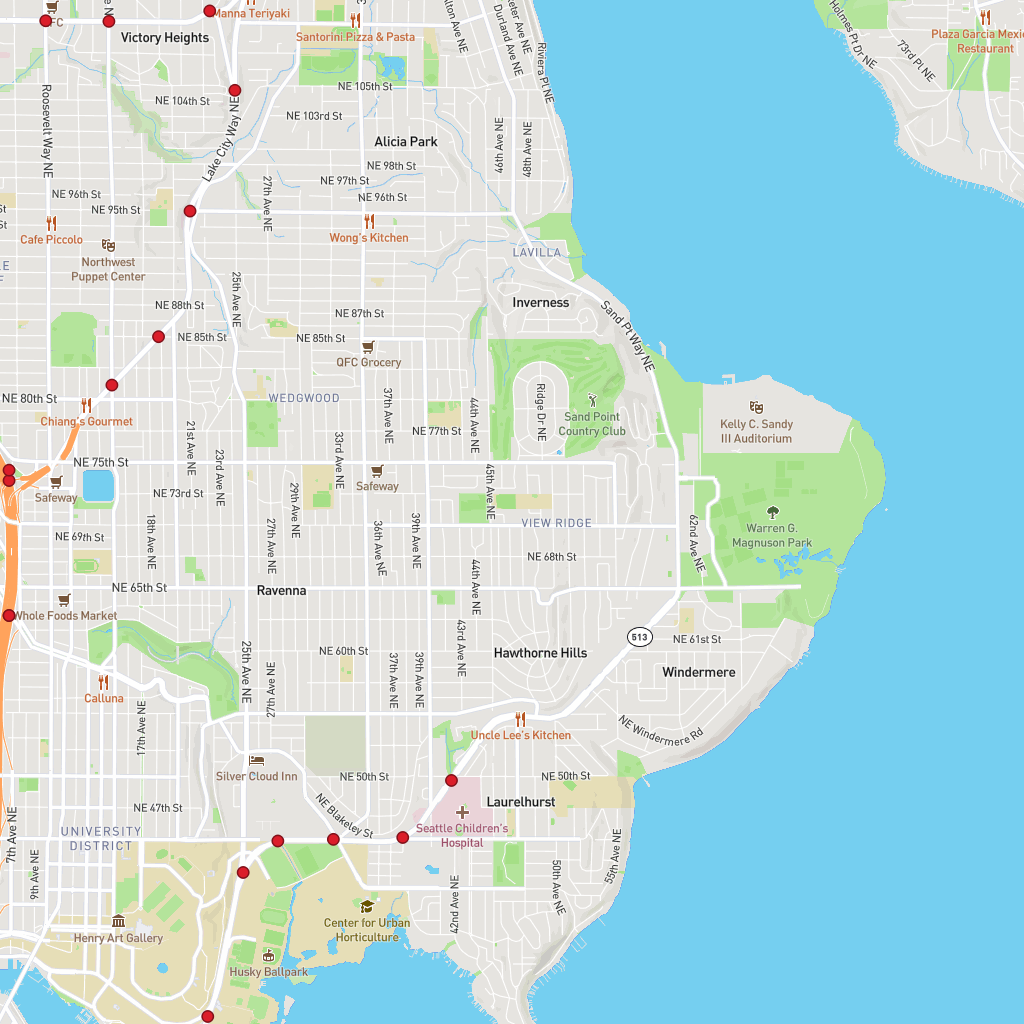 Manna Teriyaki
FC
Victory Heights
Santorini Pizza & Pasta
Durland Ave NE
Riviera Pl NE
Holmes Pt Dr NE
Plaza Garcia Mexic
Restaurant
73rd Pl NE
NE 105th St
NE 104th St
NE 103rd St
Roosevelt Way NE
Lake City Way NE
Alicia Park
46th Ave NE
48th Ave NE
NE 98th St
NE 97th St
NE 96th St
NE 96th St
27th Ave NE
NE 95th St
Cafe Piccolo
Wong's Kitchen
Northwest
Puppet Center
LAVILLA
25th Ave NE
Inverness
NE 88th St
NE 87th St
Sand Pt Way NE
NE 85th St
NE 85th St
QFC Grocery
NE 80th St
WEDGWOOD
37th Ave NE
44th Ave NE
Ridge Dr NE
Sand Point
Country Club
Kelly C. Sandy
III Auditorium
Chiang's Gourmet
21st Ave NE
23rd Ave NE
33rd Ave NE
NE 77th St
NE 75th St
Safeway
Safeway
45th Ave NE
NE 73rd St
29th Ave NE
VIEW RIDGE
18th Ave NE
27th Ave NE
36th Ave NE
39th Ave NE
62nd Ave NE
Warren G.
Magnuson Park
NE 69th St
NE 68th St
44th Ave NE
NE 65th St
Ravenna
Whole Foods Market
43rd Ave NE
513
NE 61st St
NE 60th St
Hawthorne Hills
Windermere
25th Ave NE
27th Ave NE
37th Ave NE
39th Ave NE
Calluna
17th Ave NE
Uncle Lee's Kitchen
NE Windermere Rd
Silver Cloud Inn
NE 50th St
NE 50th St
NE 47th St
NE Blakeley St
Laurelhurst
7th Ave NE
UNIVERSITY
DISTRICT
Seattle Children's
Hospital
9th Ave NE
42nd Ave NE
50th Ave NE
55th Ave NE
Henry Art Gallery
Center for Urban
Horticulture
Husky Ballpark